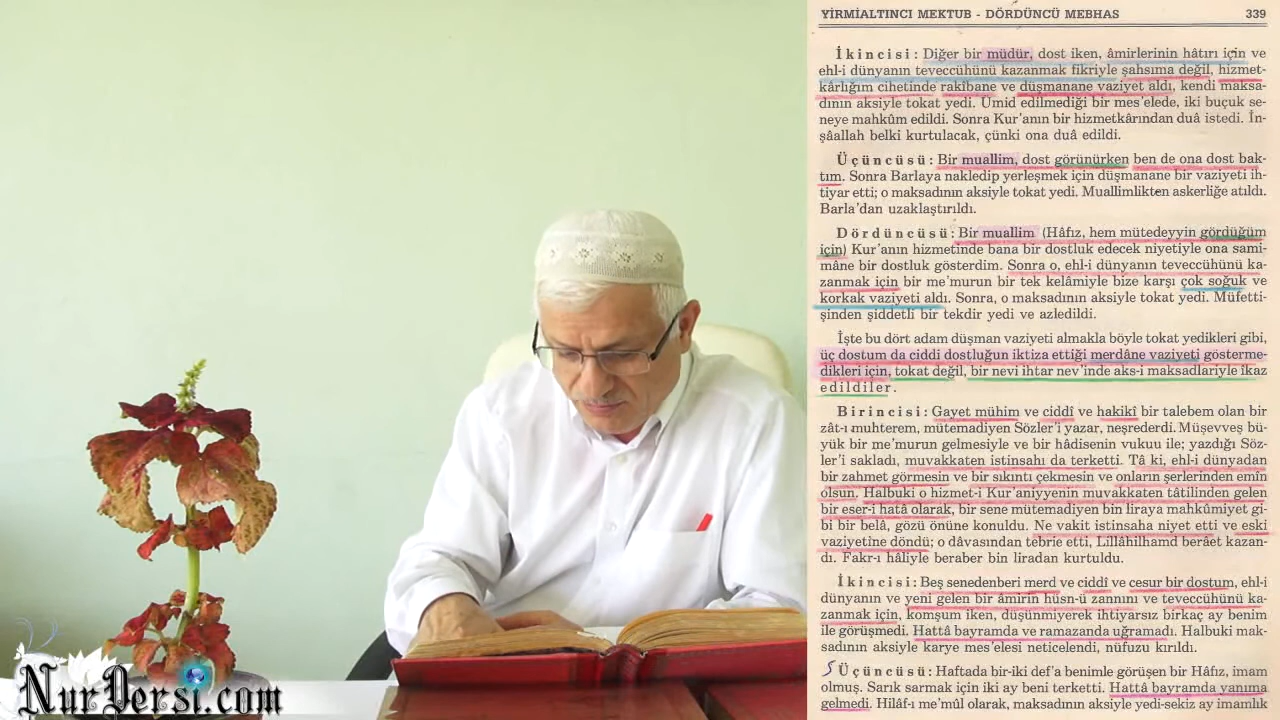 YİRMİALTINCI MEKTUB - DÖRDÜNCÜ MEBHAS 339
İkincisi: Diğer bir müdür, dost iken, âmirlerinin hâtırı için ve
ehl-i dünyanın teveccühünü kazanmak fikriyle şahsıma değil, hizmet-
kârlığım cihetinde rakibane ve düşmanane vaziyet aldı, kendi maksa-
dının aksiyle tokat yedi. Ümid edilmediği bir mes'elede, iki buçuk se-
neye mahkûm edildi. Sonra Kur'anın bir hizmetkârından duâ istedi. İn-
şâallah belki kurtulacak, çünki ona duâ edildi.
Üçüncüsü: Bir muallim, dost görünürken ben de ona dost bak-
tım. Sonra Barlaya nakledip yerleşmek için düşmanane bir vaziyeti ih-
tiyar etti; o maksadının aksiyle tokat yedi. Muallimlikten askerliğe atıldı.
Barla'dan uzaklaştırıldı.
Dördüncüsü: Bir muallim (Hâfız, hem mütedeyyin gördüğüm
için) Kur'anın hizmetinde bana bir dostluk edecek niyetiyle ona sami-
mâne bir dostluk gösterdim. Sonra o, ehl-i dünyanın teveccühünü ka-
zanmak için bir me'murun bir tek kelâmiyle bize karşı çok soğuk ve
korkak vaziyeti aldı. Sonra, o maksadının aksiyle tokat yedi. Müfetti-
şinden şiddetli bir tekdir yedi ve azledildi.
İşte bu dört adam düşman vaziyeti almakla böyle tokat yedikleri gibi,
üç dostum da ciddi dostluğun iktiza ettiği merdâne vaziyeti gösterme-
dikleri için, tokat değil, bir nevi ihtar nev'inde aks-i maksadlariyle ikaz
edildiler.
Birincisi: Gayet mühim ve ciddî ve hakikî bir talebem olan bir
zât-ı muhterem, mütemadiyen Sözler'i yazar, neşrederdi. Müşevveş bü-
yük bir me'murun gelmesiyle ve bir hâdisenin vukuu ile; yazdığı Söz-
ler'i sakladı, muvakkaten istinsahı da terketti. Tâ ki, ehl-i dünyadan
bir zahmet görmesin ve bir sıkıntı çekmesin ve onların şerlerinden emîn
olsun. Halbuki o hizmet-i Kur'aniyyenin muvakkaten tâtilinden gelen
bir eser-i hatâ olarak, bir sene mütemadiyen bin liraya mahkûmiyet gi-
bi bir belâ, gözü önüne konuldu. Ne vakit istinsaha niyet etti ve eski
vaziyetine döndü; o dâvasından tebrie etti, Lillâhilhamd berâet kazan-
dı. Fakr-ı hâliyle beraber bin liradan kurtuldu.
İkincisi: Beş senedenberi merd ve ciddî ve cesur bir dostum, ehl-i
dünyanın ve yeni gelen bir âmirin hüsn-ü zannını ve teveccühünü ka-
zanmak için, komşum iken, düşünmiyerek ihtiyarsız birkaç ay benim
ile görüşmedi. Hattâ bayramda ve ramazanda uğramadı. Halbuki mak-
sadının aksiyle karye mes'elesi neticelendi, nüfuzu kırıldı.
Üçüncüsü: Haftada bir-iki def'a benimle görüşen bir Hâfız, imam
olmuş. Sarık sarmak için iki ay beni terketti. Hattâ bayramda yanıma
gelmedi. Hilâf-ı me'mûl olarak, maksadının aksiyle yedi-sekiz ay imamlık
NurDersi.com